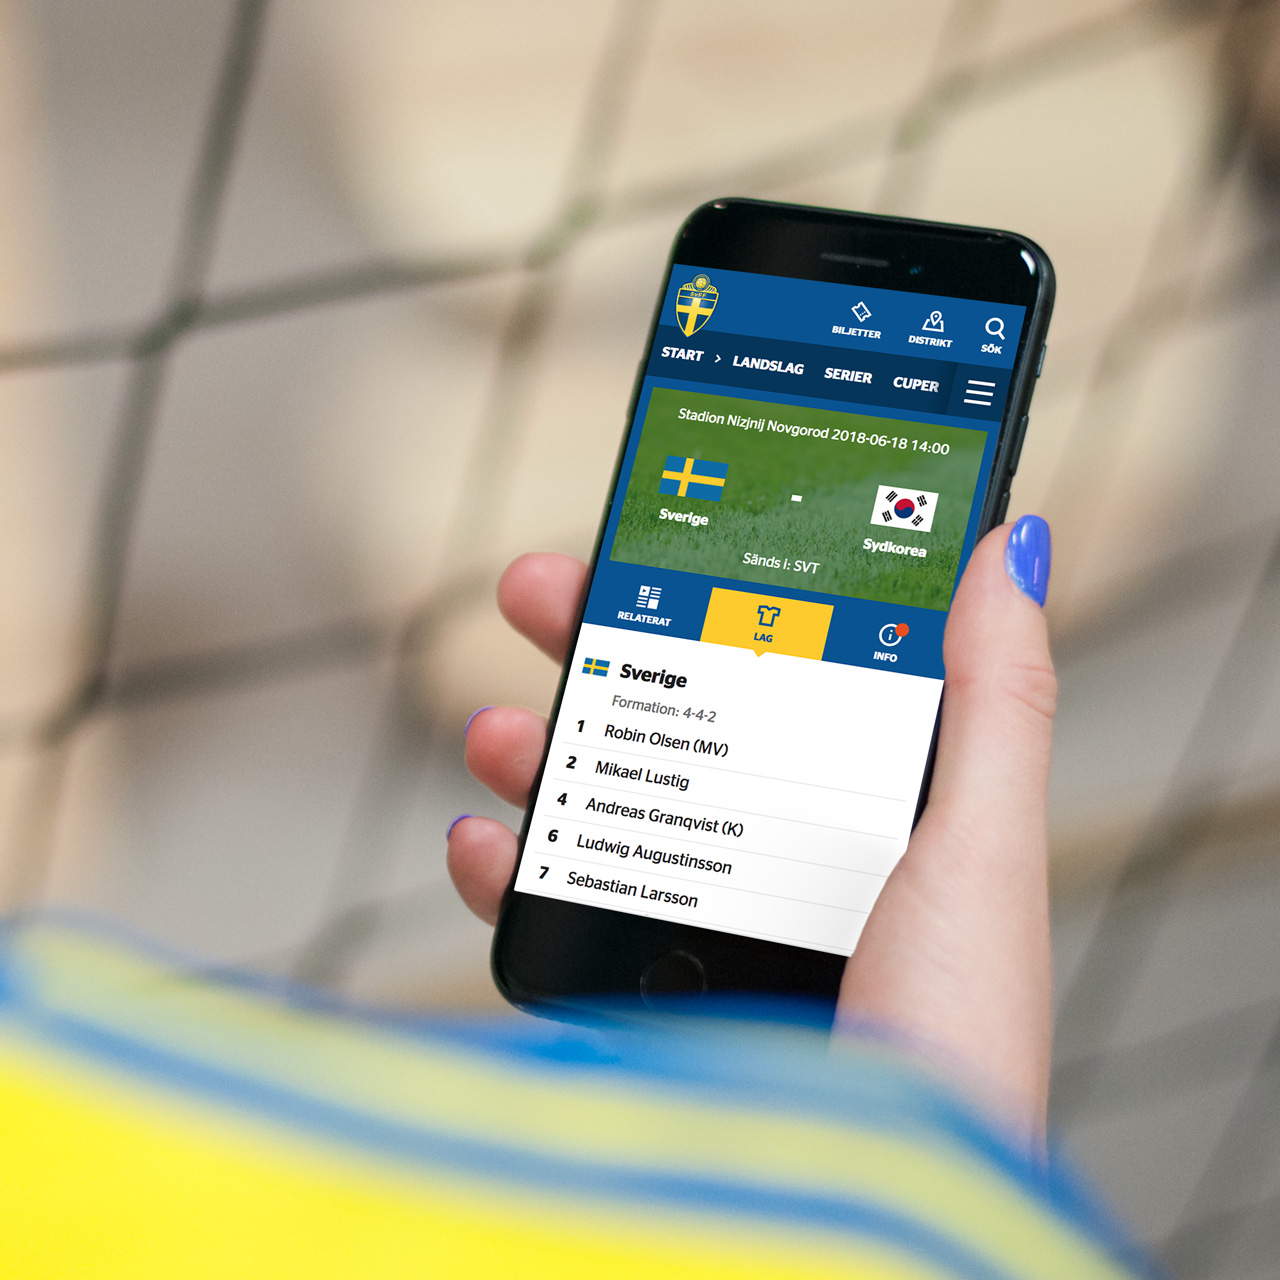 SvFF
BILJETTER
DISTRIKT
SÖK
START > LANDSLAG SERIER CUPER
Stadion Nizjnij Novgorod 2018-06-18 14:00
Sverige - Sydkorea
Sänds i: SVT
RELATERAT
LAG
INFO
Sverige
Formation: 4-4-2
1 Robin Olsen (MV)
2 Mikael Lustig
4 Andreas Granqvist (K)
6 Ludwig Augustinsson
7 Sebastian Larsson